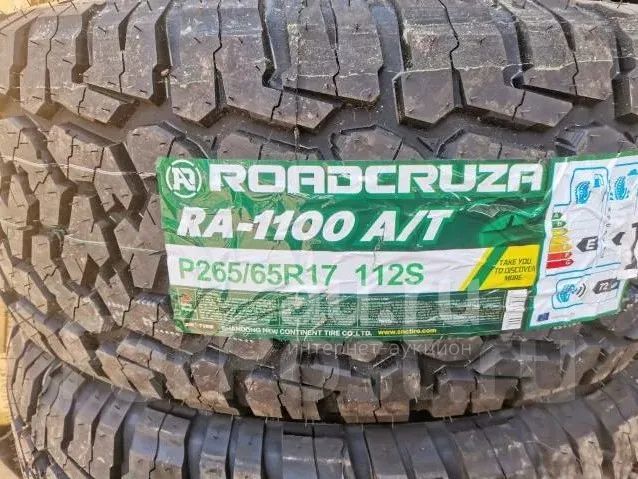 ROADCRUZA
RA-1100 A/T
P265/65R17 112S
TAKE YOU
TO DISCOVER
MORE
SHANDONG NEW CONTINENT TIRE CO.,LTD.
www.snctire.com
E
72
интернет-аукцион